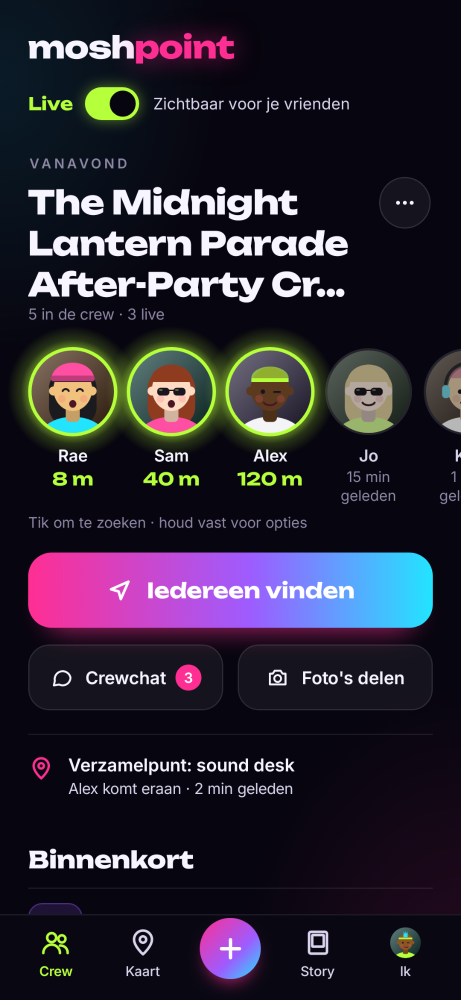 moshpoint
Live Zichtbaar voor je vrienden
VANAVOND
The Midnight
Lantern Parade
After-Party Cr...
5 in de crew · 3 live
Rae Sam Alex Jo
8 m 40 m 120 m 15 min
geleden
Tik om te zoeken · houd vast voor opties
Iedereen vinden
Crewchat 3 Foto's delen
Verzamelpunt: sound desk
Alex komt eraan · 2 min geleden
Binnenkort
Crew Kaart Story Ik